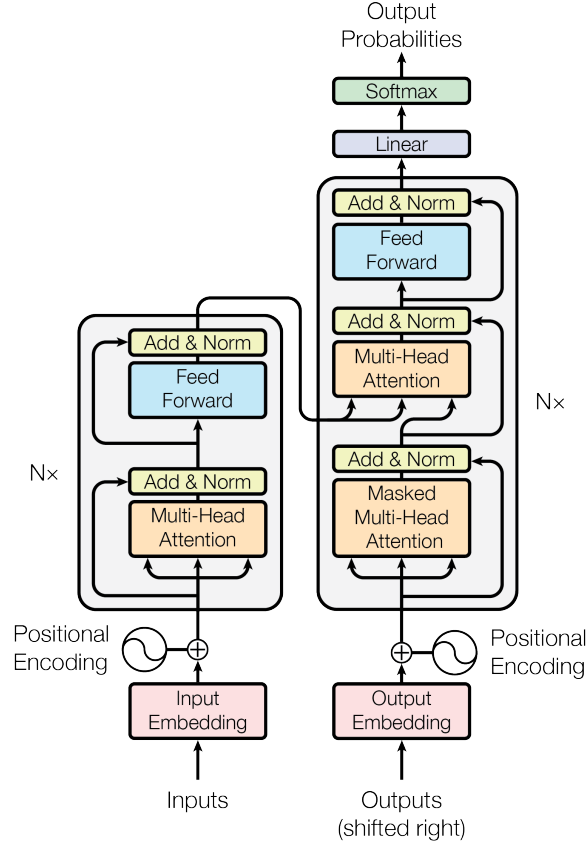 Output
Probabilities
Softmax
Linear
Add & Norm
Feed
Forward
Add & Norm
Multi-Head
Attention
Add & Norm
Masked
Multi-Head
Attention
N×
Add & Norm
Feed
Forward
Add & Norm
Multi-Head
Attention
N×
Positional
Encoding
Positional
Encoding
Input
Embedding
Output
Embedding
Inputs
Outputs
(shifted right)